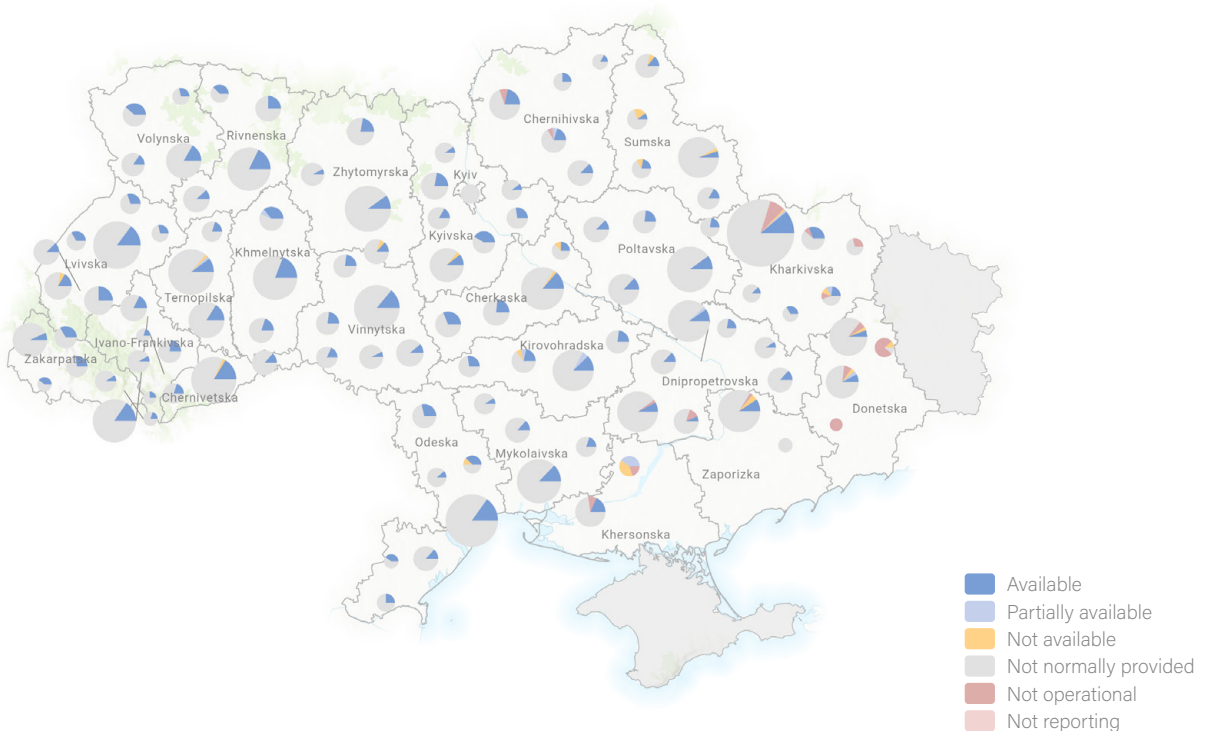 Chernihivska
Volynska
Rivnenska
Sumska
Zhytomyrska
Kyiv
Kyivska
Poltavska
Kharkivska
Lvivska
Khmelnytska
Ternopilska
Cherkaska
Vinnytska
Ivano-Frankivska
Kirovohradska
Zakarpatska
Dnipropetrovska
Chernivetska
Donetska
Odeska
Mykolaivska
Zaporizka
Khersonska
Available
Partially available
Not available
Not normally provided
Not operational
Not reporting